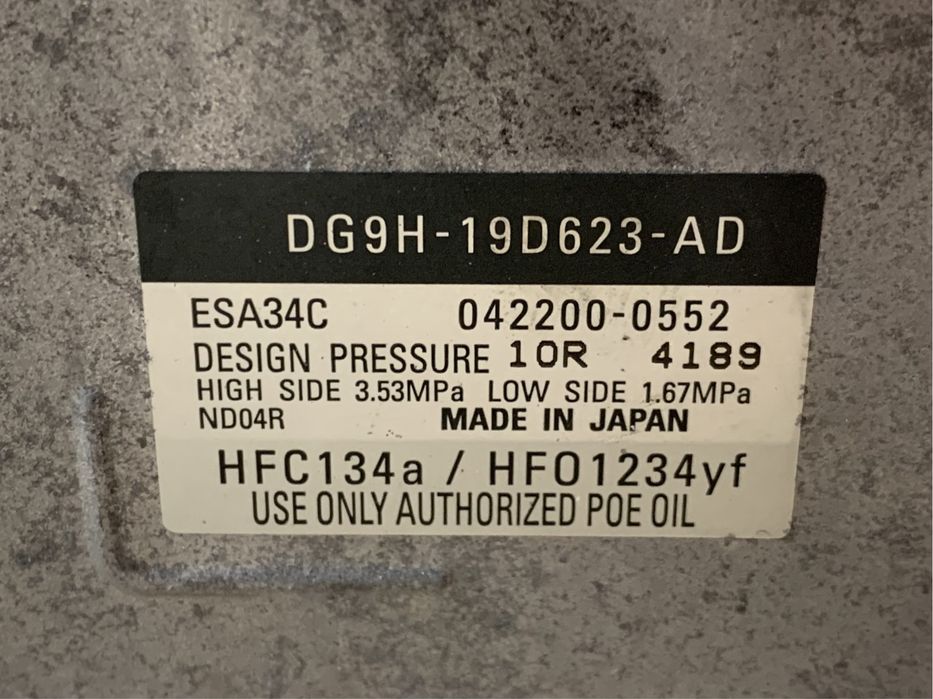 DG9H-19D623-AD
ESA34C 042200-0552
DESIGN PRESSURE 10R 4189
HIGH SIDE 3.53MPa LOW SIDE 1.67MPa
ND04R MADE IN JAPAN
HFC134a / HFO1234yf
USE ONLY AUTHORIZED POE OIL